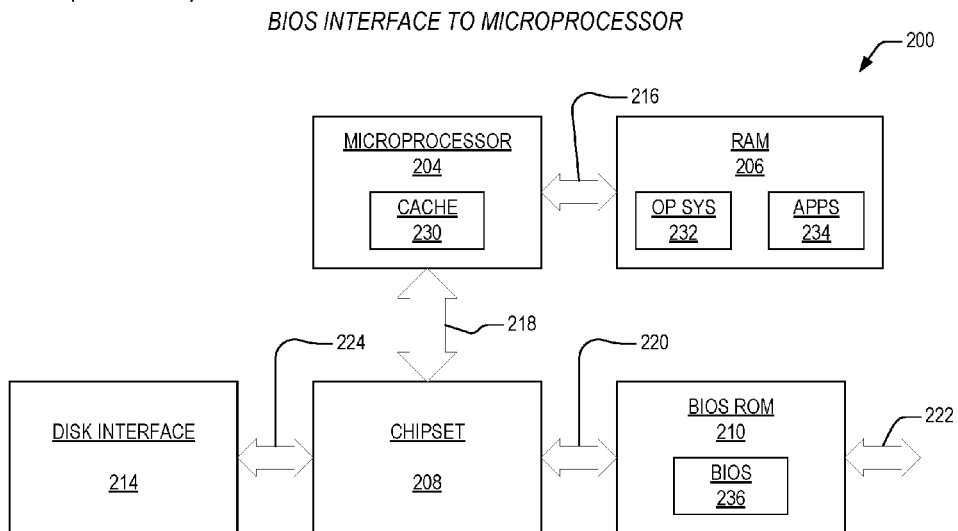 BIOS INTERFACE TO MICROPROCESSOR
200
216
MICROPROCESSOR
204
CACHE
230
RAM
206
OP SYS
232
APPS
234
218
224
220
222
DISK INTERFACE
214
CHIPSET
208
BIOS ROM
210
BIOS
236